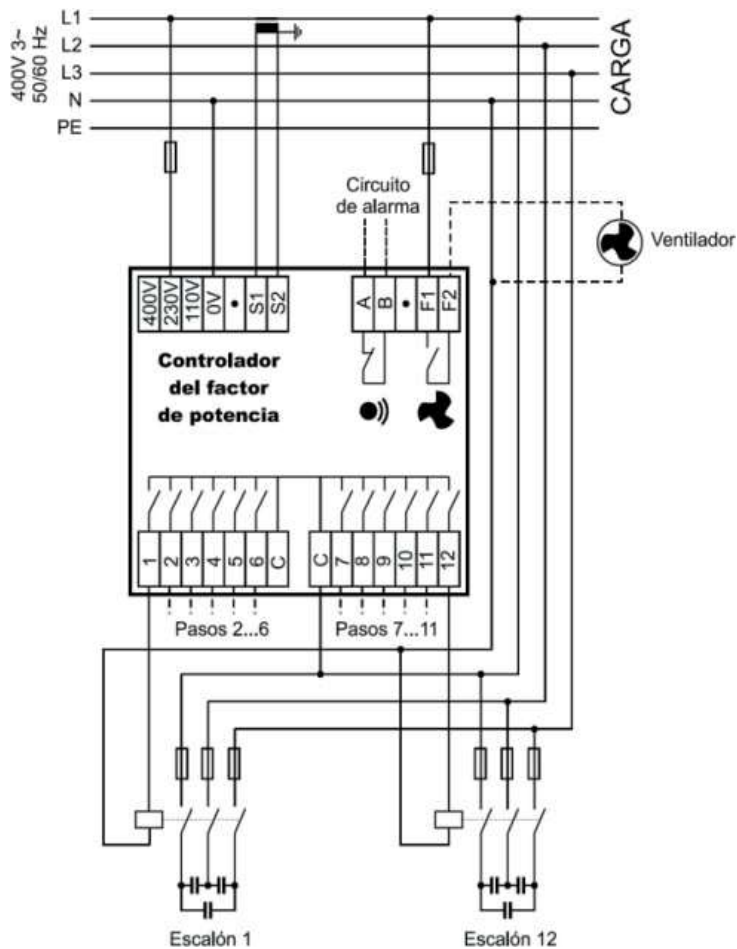 400V 3~
50/60 Hz
L1
L2
L3
N
PE
CARGA
Circuito
de alarma
Ventilador
400V
230V
110V
0V
•
S1
S2
A
B
•
F1
F2
Controlador
del factor
de potencia
1
2
3
4
5
6
C
C
7
8
9
10
11
12
Pasos 2...6
Pasos 7...11
Escalón 1
Escalón 12